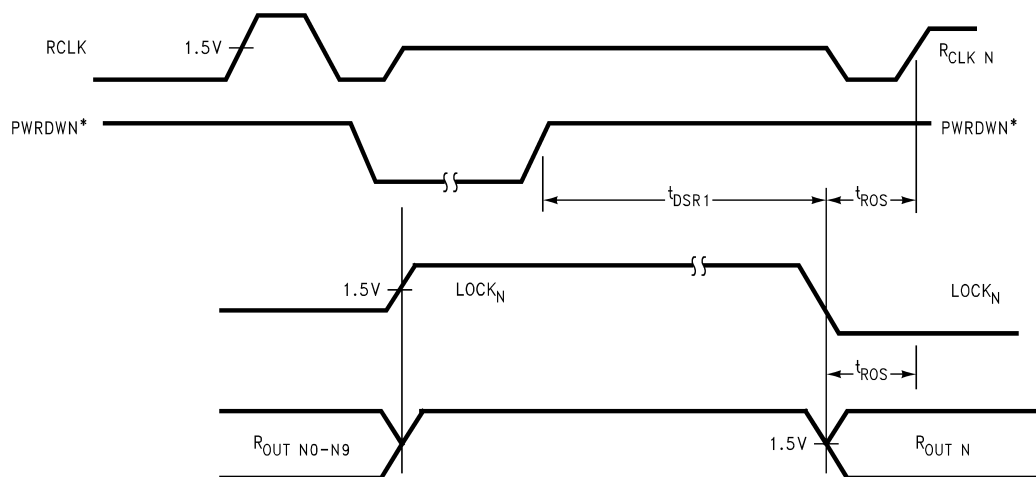 RCLK
1.5V
R_CLK N
PWRDWN*
PWRDWN*
t_DSR1
t_ROS
1.5V
LOCK_N
LOCK_N
t_ROS
R_OUT N0-N9
1.5V
R_OUT N